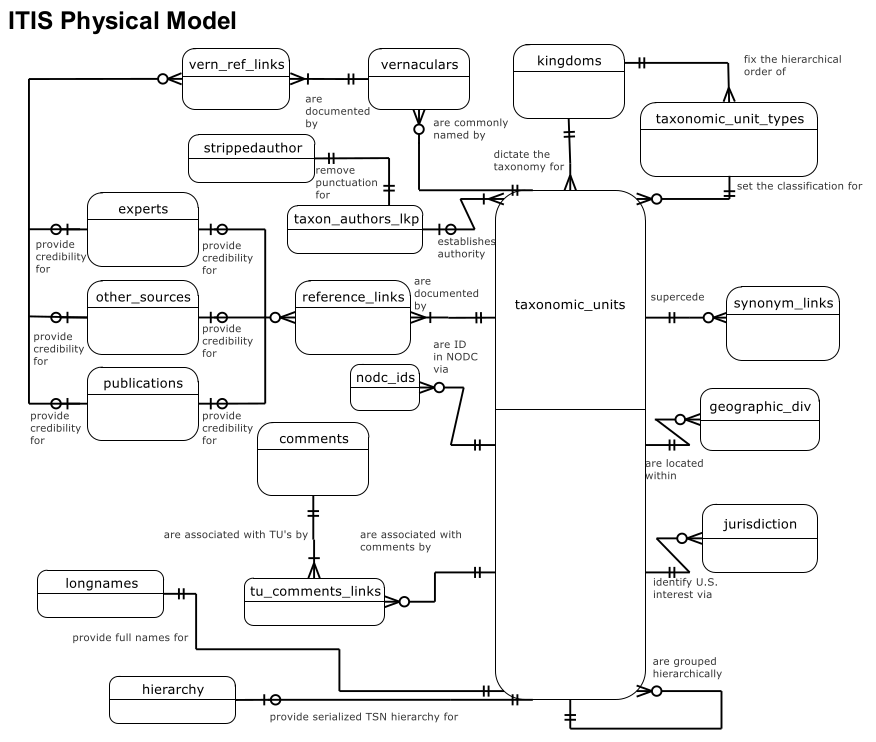 ITIS Physical Model
vern_ref_links
vernaculars
kingdoms
fix the hierarchical
order of
are
documented
by
are commonly
named by
taxonomic_unit_types
strippedauthor
dictate the
taxonomy for
remove
punctuation
for
set the classification for
experts
taxon_authors_lkp
provide
credibility
for
provide
credibility
for
establishes
authority
other_sources
reference_links
are
documented
by
taxonomic_units
supercede
synonym_links
provide
credibility
for
provide
credibility
for
are ID
in NODC
via
publications
nodc_ids
provide
credibility
for
provide
credibility
for
geographic_div
comments
are located
within
are associated with TU's by
are associated with
comments by
jurisdiction
longnames
tu_comments_links
identify U.S.
interest via
provide full names for
are grouped
hierarchically
hierarchy
provide serialized TSN hierarchy for